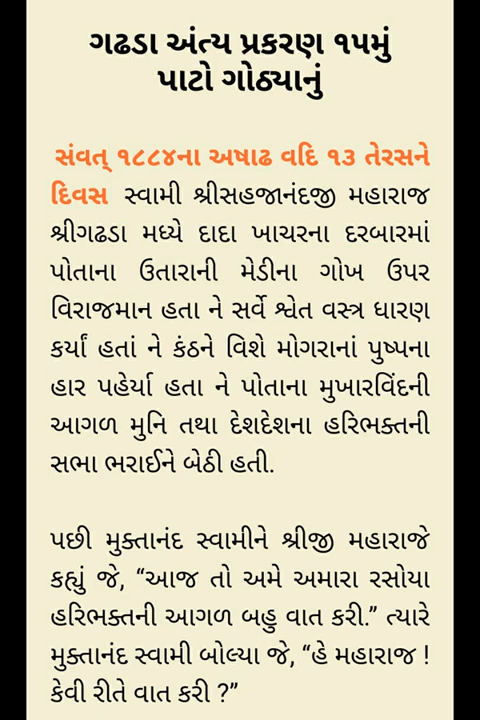 ગઢડા અંત્ય પ્રકરણ ૧૫મું
પાટો ગોઠ્યાનું
સંવત્ ૧૮૮૪ના અષાઢ વદિ ૧૩ તેરસને
દિવસ સ્વામી શ્રીસહજાનંદજી મહારાજ
શ્રીગઢડા મધ્યે દાદા ખાચરના દરબારમાં
પોતાના ઉતારાની મેડીના ગોખ ઉપર
વિરાજમાન હતા ને સર્વે શ્વેત વસ્ત્ર ધારણ
કર્યાં હતાં ને કંઠને વિશે મોગરાનાં પુષ્પના
હાર પહેર્યા હતા ને પોતાના મુખારવિંદની
આગળ મુનિ તથા દેશદેશના હરિભક્તની
સભા ભરાઈને બેઠી હતી.
પછી મુક્તાનંદ સ્વામીને શ્રીજી મહારાજે
કહ્યું જે, “આજ તો અમે અમારા રસોયા
હરિભક્તની આગળ બહુ વાત કરી.” ત્યારે
મુક્તાનંદ સ્વામી બોલ્યા જે, “હે મહારાજ !
કેવી રીતે વાત કરી ?”